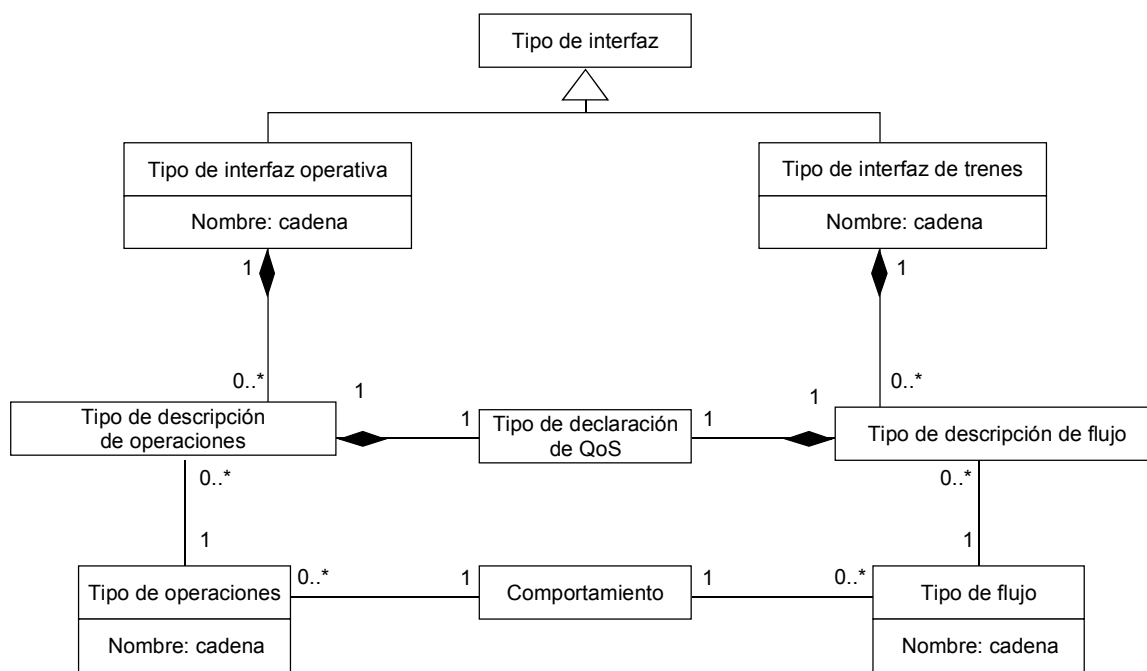 Tipo de interfaz
Tipo de interfaz operativa
Tipo de interfaz de trenes
Nombre: cadena
Nombre: cadena
1
1
0..*
1
1
0..*
Tipo de descripción
de operaciones
1
Tipo de declaración
de QoS
1
Tipo de descripción de flujo
0..*
0..*
1
1
Tipo de operaciones
0..*
1
Comportamiento
1
0..*
Tipo de flujo
Nombre: cadena
Nombre: cadena